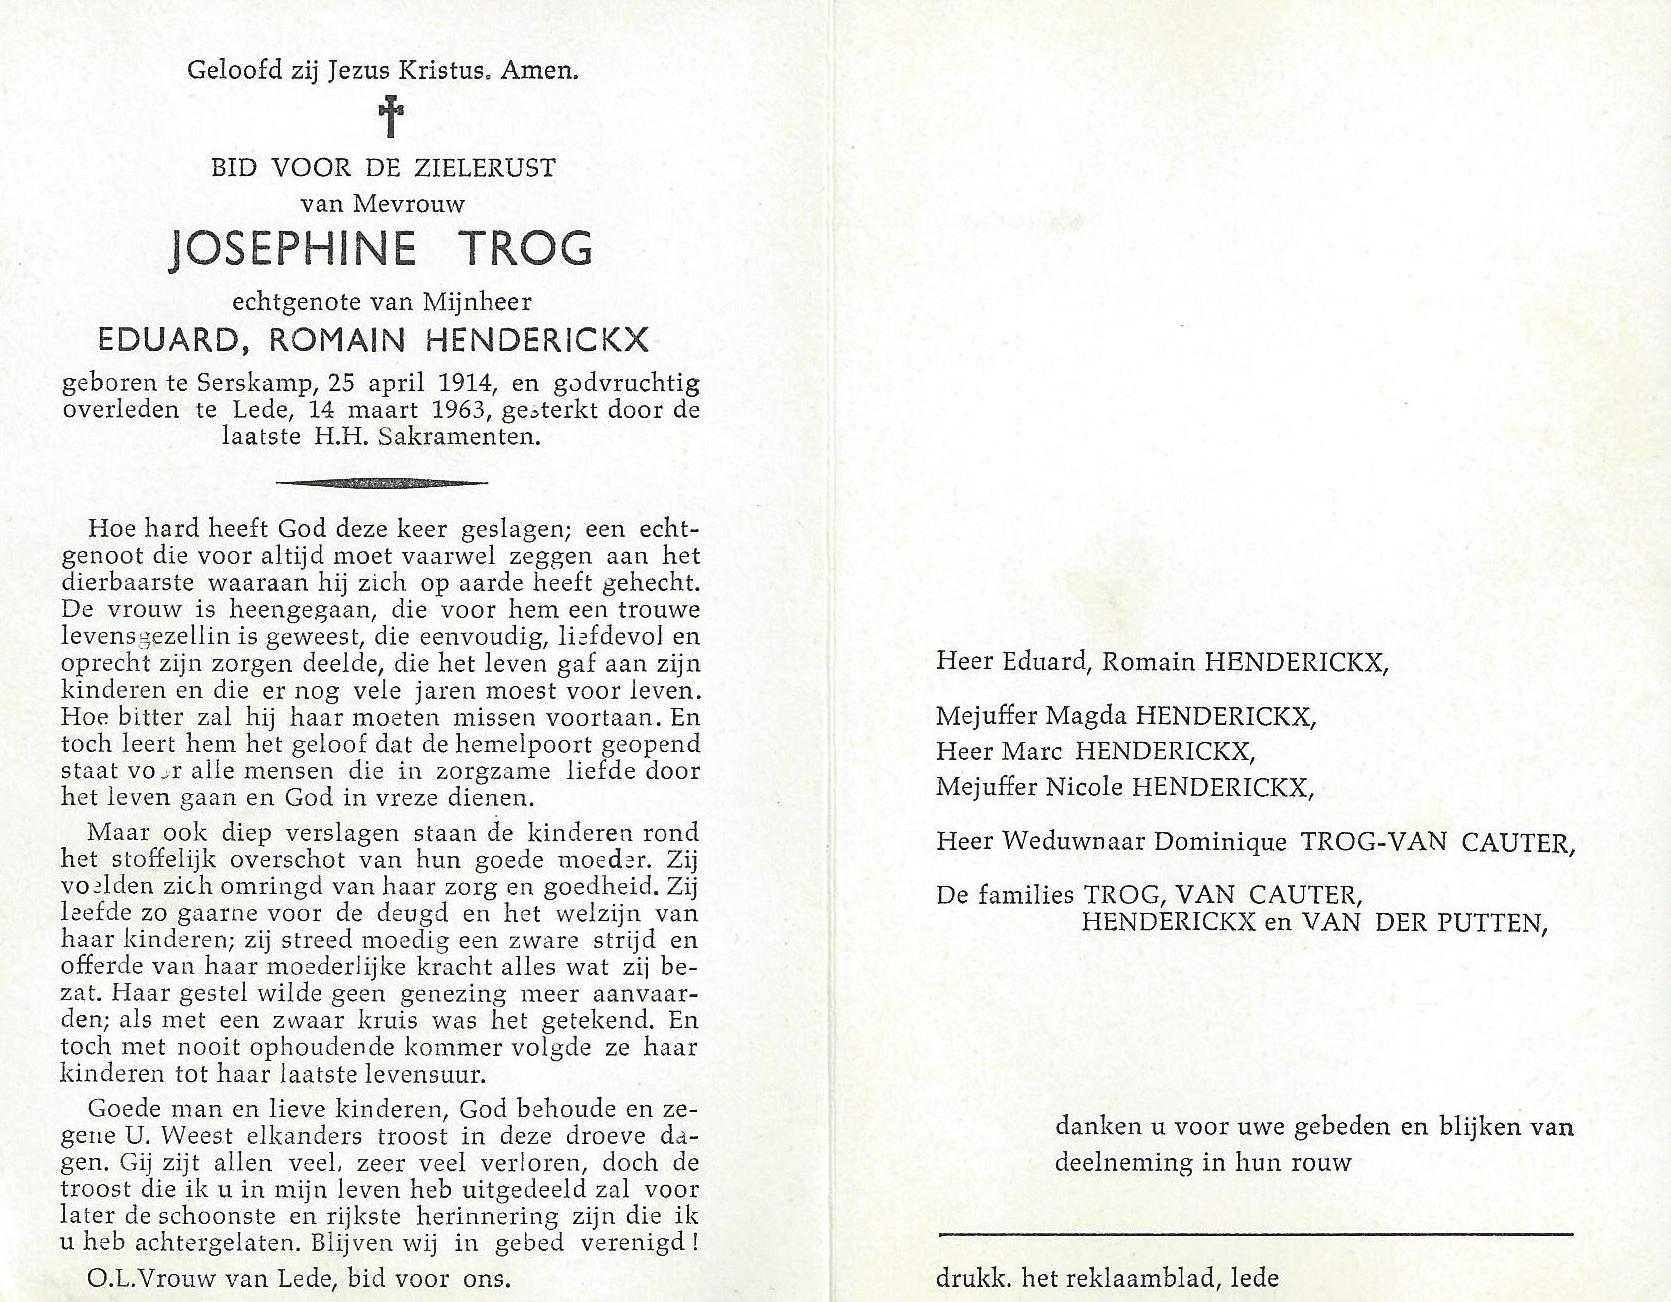 Geloofd zij Jezus Kristus. Amen.
BID VOOR DE ZIELERUST
van Mevrouw
JOSEPHINE TROG
echtgenote van Mijnheer
EDUARD, ROMAIN HENDERICKX
geboren te Serskamp, 25 april 1914, en godvruchtig
overleden te Lede, 14 maart 1963, gesterkt door de
laatste H.H. Sakramenten.
Hoe hard heeft God deze keer geslagen; een echt-
genoot die voor altijd moet vaarwel zeggen aan het
dierbaarste waaraan hij zich op aarde heeft gehecht.
De vrouw is heengegaan, die voor hem een trouwe
levensgezellin is geweest, die eenvoudig, liefdevol en
oprecht zijn zorgen deelde, die het leven gaf aan zijn
kinderen en die er nog vele jaren moest voor leven.
Hoe bitter zal hij haar moeten missen voortaan. En
toch leert hem het geloof dat de hemelpoort geopend
staat voor alle mensen die in zorgzame liefde door
het leven gaan en God in vreze dienen.
Maar ook diep verslagen staan de kinderen rond
het stoffelijk overschot van hun goede moeder. Zij
voelden zich omringd van haar zorg en goedheid. Zij
leefde zo gaarne voor de deugd en het welzijn van
haar kinderen; zij streed moedig een zware strijd en
offerde van haar moederlijke kracht alles wat zij be-
zat. Haar gestel wilde geen genezing meer aanvaar-
den; als met een zwaar kruis was het getekend. En
toch met nooit ophoudende kommer volgde ze haar
kinderen tot haar laatste levensuur.
Goede man en lieve kinderen, God behoude en ze-
gene U. Weest elkanders troost in deze droeve da-
gen. Gij zijt allen veel, zeer veel verloren, doch de
troost die ik u in mijn leven heb uitgedeeld zal voor
later de schoonste en rijkste herinnering zijn die ik
u heb achtergelaten. Blijven wij in gebed verenigd !
O.L.Vrouw van Lede, bid voor ons.
Heer Eduard, Romain HENDERICKX,
Mejuffer Magda HENDERICKX,
Heer Marc HENDERICKX,
Mejuffer Nicole HENDERICKX,
Heer Weduwnaar Dominique TROG-VAN CAUTER,
De families TROG, VAN CAUTER,
HENDERICKX en VAN DER PUTTEN,
danken u voor uwe gebeden en blijken van
deelneming in hun rouw
drukk. het reklaamblad, lede